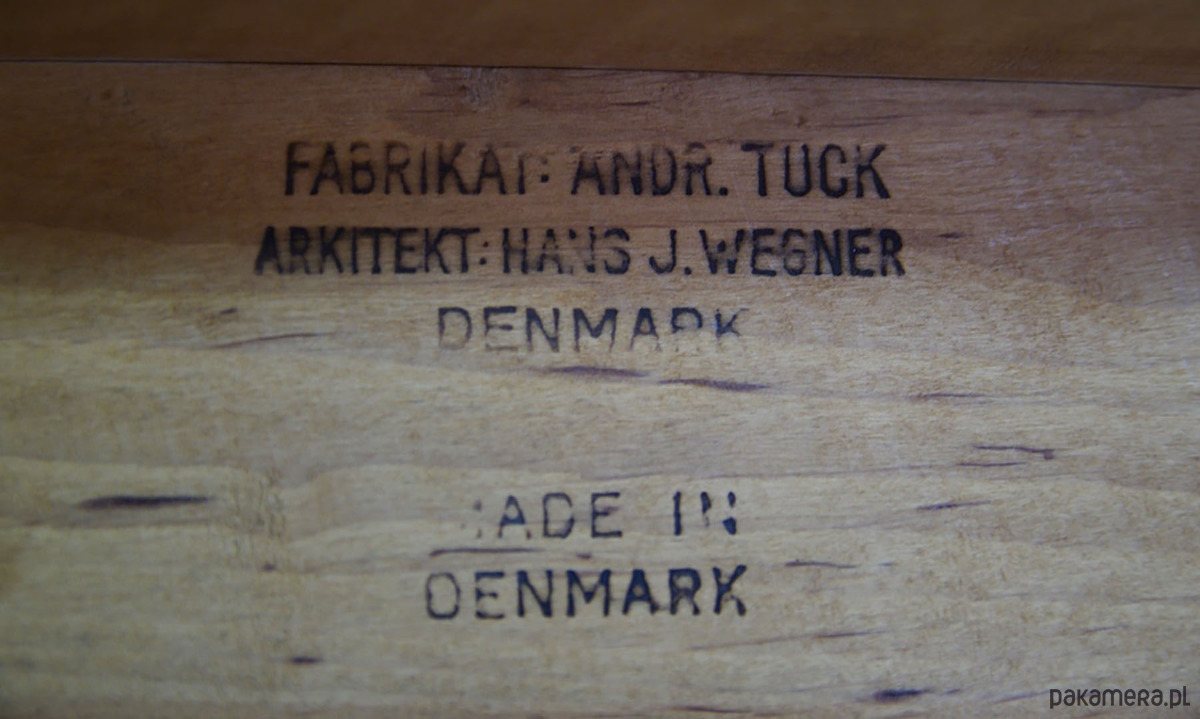 FABRIKAT: ANDR. TUCK
ARKITEKT: HANS J. WEGNER
DENMARK
MADE IN
DENMARK
pakamera.pl